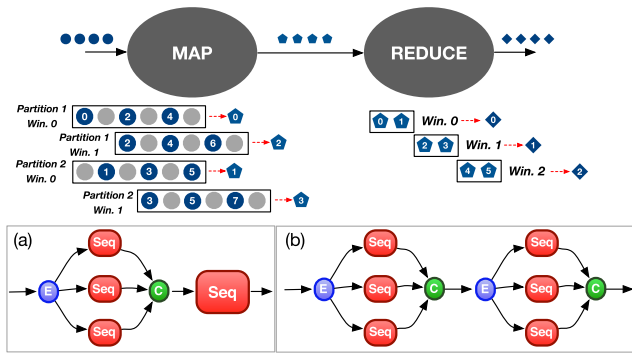 MAP
REDUCE
Partition 1
Win. 0
0 2 4
0
Partition 1
Win. 1
2 4 6
2
Partition 2
Win. 0
1 3 5
1
Partition 2
Win. 1
3 5 7
3
0 1
Win. 0
0
2 3
Win. 1
1
4 5
Win. 2
2
(a)
Seq
E
Seq
C
Seq
Seq
(b)
Seq
Seq
E
Seq
C
E
Seq
C
Seq
Seq